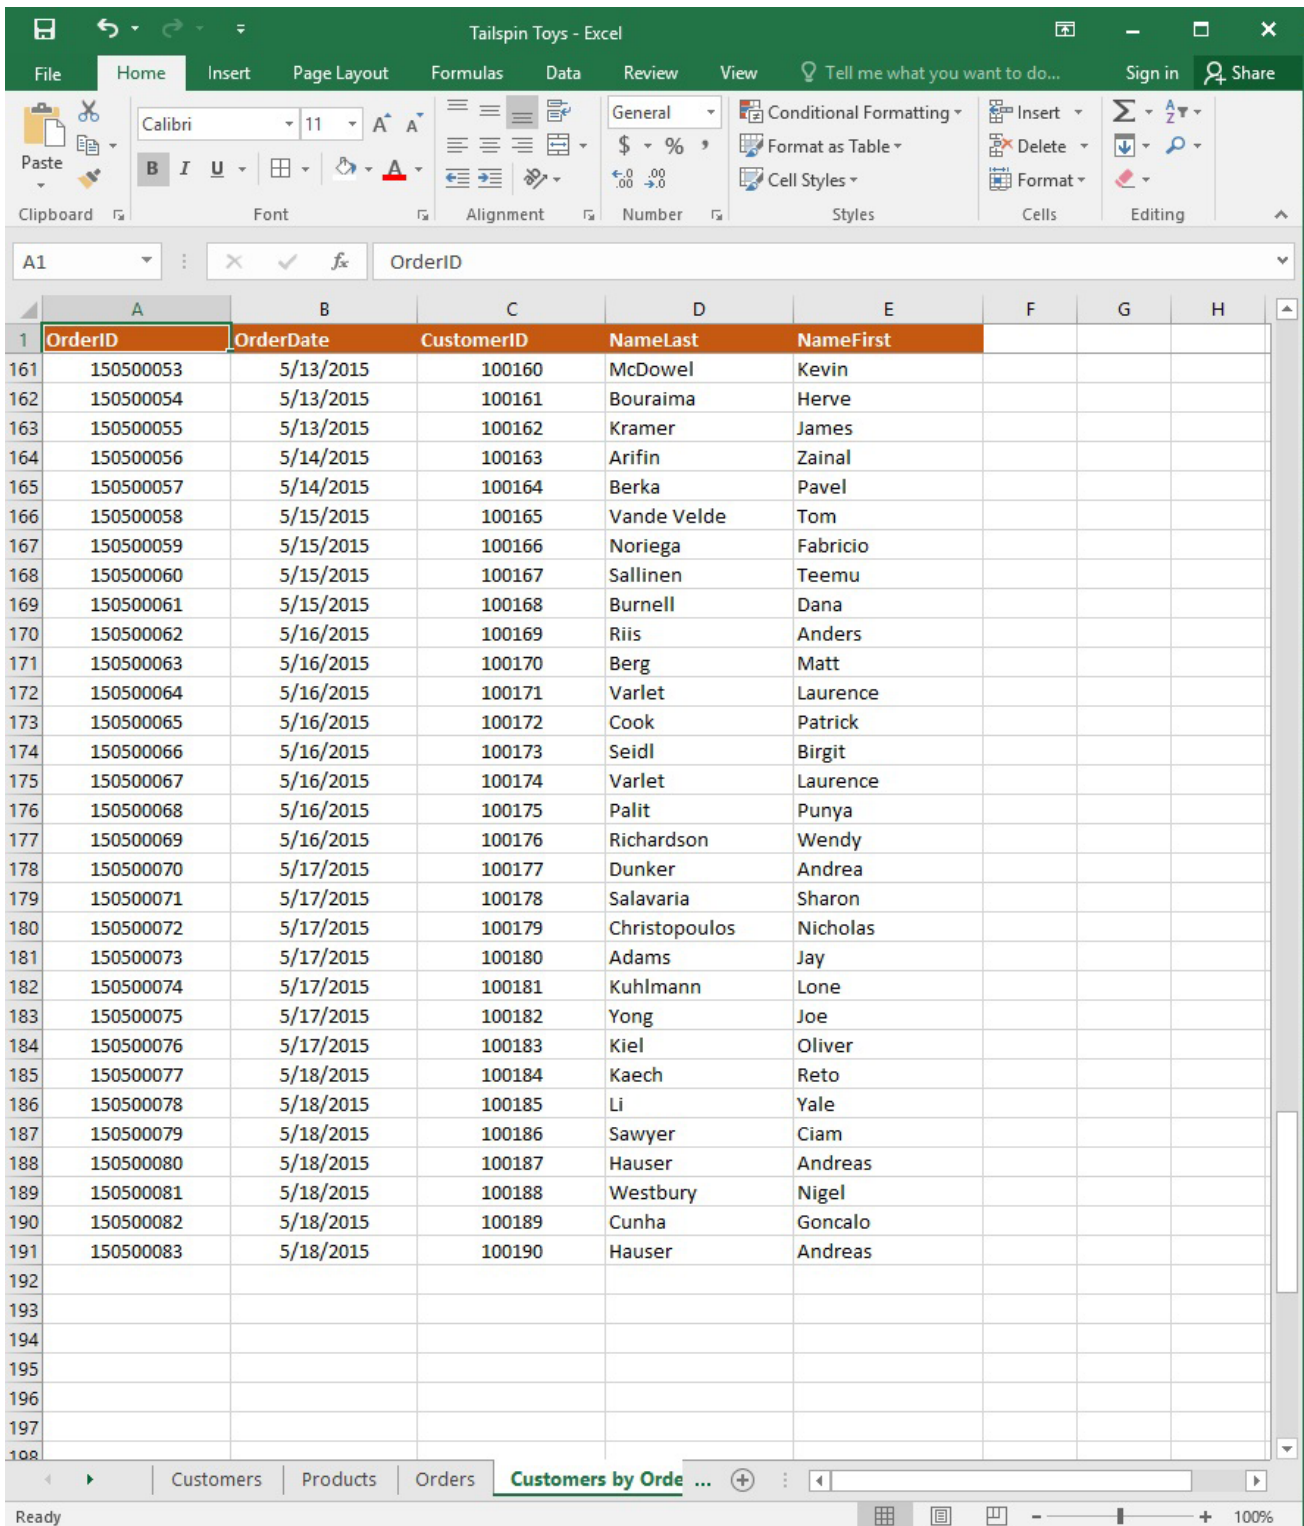 Tailspin Toys - Excel
File Home Insert Page Layout Formulas Data Review View Tell me what you want to do... Sign in Share
Paste Calibri 11 A A General Conditional Formatting Insert Σ A Z
B I U A $ % , Format as Table Delete
.0 .00 .00 .0 Cell Styles Format
Clipboard Font Alignment Number Styles Cells Editing
A1 fx OrderID
A B C D E F G H
1 OrderID OrderDate CustomerID NameLast NameFirst
161 150500053 5/13/2015 100160 McDowel Kevin
162 150500054 5/13/2015 100161 Bouraima Herve
163 150500055 5/13/2015 100162 Kramer James
164 150500056 5/14/2015 100163 Arifin Zainal
165 150500057 5/14/2015 100164 Berka Pavel
166 150500058 5/15/2015 100165 Vande Velde Tom
167 150500059 5/15/2015 100166 Noriega Fabricio
168 150500060 5/15/2015 100167 Sallinen Teemu
169 150500061 5/15/2015 100168 Burnell Dana
170 150500062 5/16/2015 100169 Riis Anders
171 150500063 5/16/2015 100170 Berg Matt
172 150500064 5/16/2015 100171 Varlet Laurence
173 150500065 5/16/2015 100172 Cook Patrick
174 150500066 5/16/2015 100173 Seidl Birgit
175 150500067 5/16/2015 100174 Varlet Laurence
176 150500068 5/16/2015 100175 Palit Punya
177 150500069 5/16/2015 100176 Richardson Wendy
178 150500070 5/17/2015 100177 Dunker Andrea
179 150500071 5/17/2015 100178 Salavaria Sharon
180 150500072 5/17/2015 100179 Christopoulos Nicholas
181 150500073 5/17/2015 100180 Adams Jay
182 150500074 5/17/2015 100181 Kuhlmann Lone
183 150500075 5/17/2015 100182 Yong Joe
184 150500076 5/17/2015 100183 Kiel Oliver
185 150500077 5/18/2015 100184 Kaech Reto
186 150500078 5/18/2015 100185 Li Yale
187 150500079 5/18/2015 100186 Sawyer Ciam
188 150500080 5/18/2015 100187 Hauser Andreas
189 150500081 5/18/2015 100188 Westbury Nigel
190 150500082 5/18/2015 100189 Cunha Goncalo
191 150500083 5/18/2015 100190 Hauser Andreas
192
193
194
195
196
197
198
Customers Products Orders Customers by Orde ...
Ready 100%